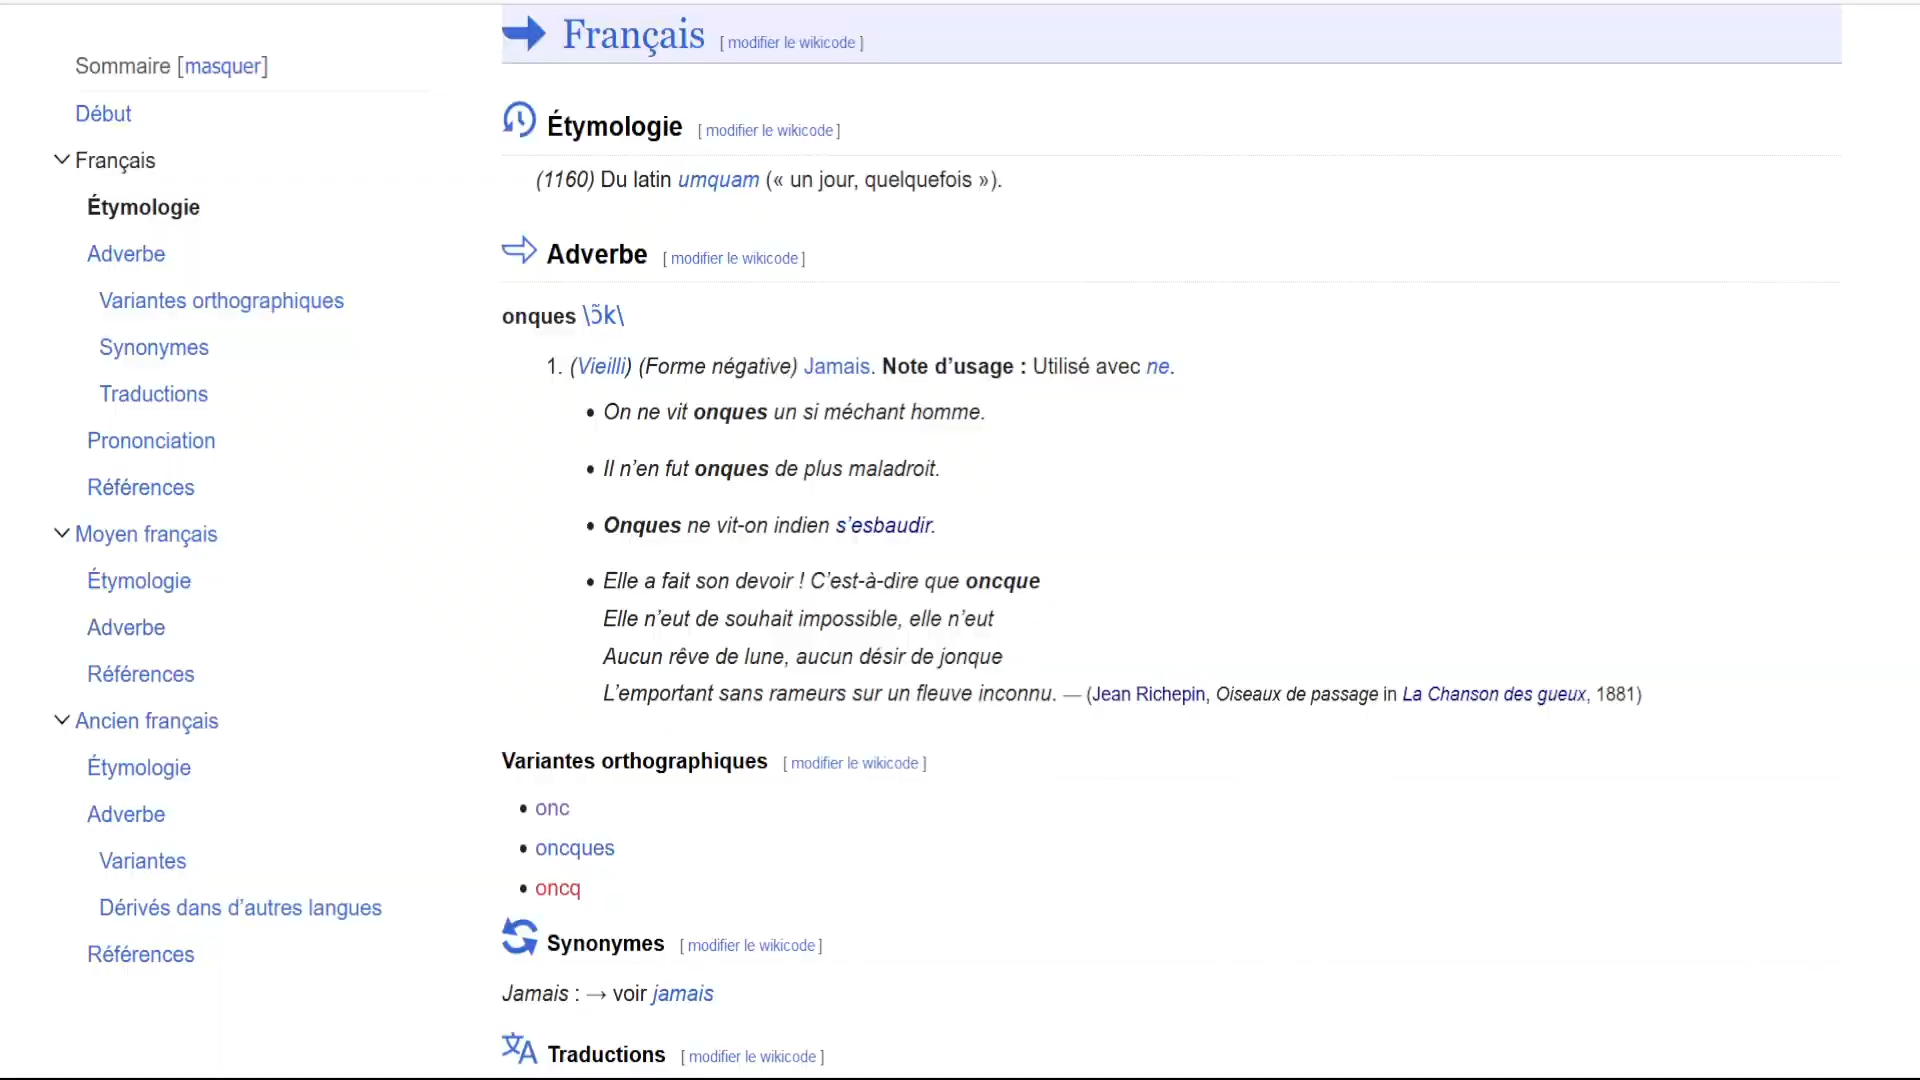 Sommaire [masquer]
Début
Français
Étymologie
Adverbe
Variantes orthographiques
Synonymes
Traductions
Prononciation
Références
Moyen français
Étymologie
Adverbe
Références
Ancien français
Étymologie
Adverbe
Variantes
Dérivés dans d’autres langues
Références
Français [ modifier le wikicode ]
Étymologie [ modifier le wikicode ]
(1160) Du latin umquam (« un jour, quelquefois »).
Adverbe [ modifier le wikicode ]
onques \ɔ̃k\
1. (Vieilli) (Forme négative) Jamais. Note d’usage : Utilisé avec ne.
• On ne vit onques un si méchant homme.
• Il n’en fut onques de plus maladroit.
• Onques ne vit-on indien s’esbaudir.
• Elle a fait son devoir ! C’est-à-dire que oncque
Elle n’eut de souhait impossible, elle n’eut
Aucun rêve de lune, aucun désir de jonque
L’emportant sans rameurs sur un fleuve inconnu. — (Jean Richepin, Oiseaux de passage in La Chanson des gueux, 1881)
Variantes orthographiques [ modifier le wikicode ]
• onc
• oncques
• oncq
Synonymes [ modifier le wikicode ]
Jamais : → voir jamais
Traductions [ modifier le wikicode ]